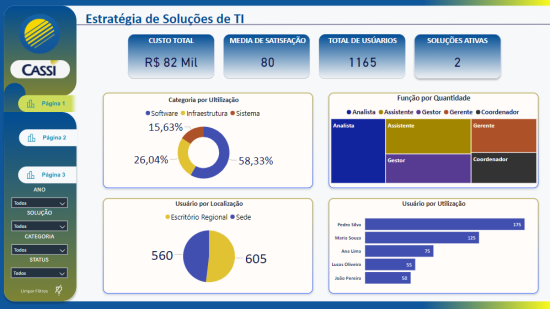 Estratégia de Soluções de TI
CASSI
Página 1
Página 2
Página 3
ANO
Todos
SOLUÇÃO
Todos
CATEGORIA
Todos
STATUS
Todos
Limpar Filtros
CUSTO TOTAL
R$ 82 Mil
MEDIA DE SATISFAÇÃO
80
TOTAL DE USUÁRIOS
1165
SOLUÇÕES ATIVAS
2
Categoria por Ultilização
Software Infraestrutura Sistema
15,63%
26,04%
58,33%
Função por Quantidade
Analista Assistente Gestor Gerente Coordenador
Analista
Assistente
Gerente
Gestor
Coordenador
Usuário por Localização
Escritório Regional Sede
560
605
Usuário por Utilização
Pedro Silva 175
Maria Souza 125
Ana Lima 75
Lucas Oliveira 55
João Pereira 50